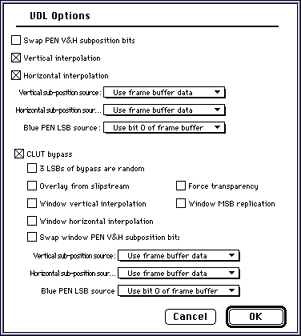 VDL Options
Swap PEN V&H subposition bits
Vertical interpolation
Horizontal interpolation
Vertical sub-position source : Use frame buffer data
Horizontal sub-position sour... Use frame buffer data
Blue PEN LSB source : Use bit 0 of frame buffer
CLUT bypass
3 LSBs of bypass are random
Overlay from slipstream Force transparency
Window vertical interpolation Window MSB replication
Window horizontal interpolation
Swap window PEN V&H subposition bits
Vertical sub-position source : Use frame buffer data
Horizontal sub-position sour... Use frame buffer data
Blue PEN LSB source Use bit 0 of frame buffer
Cancel OK